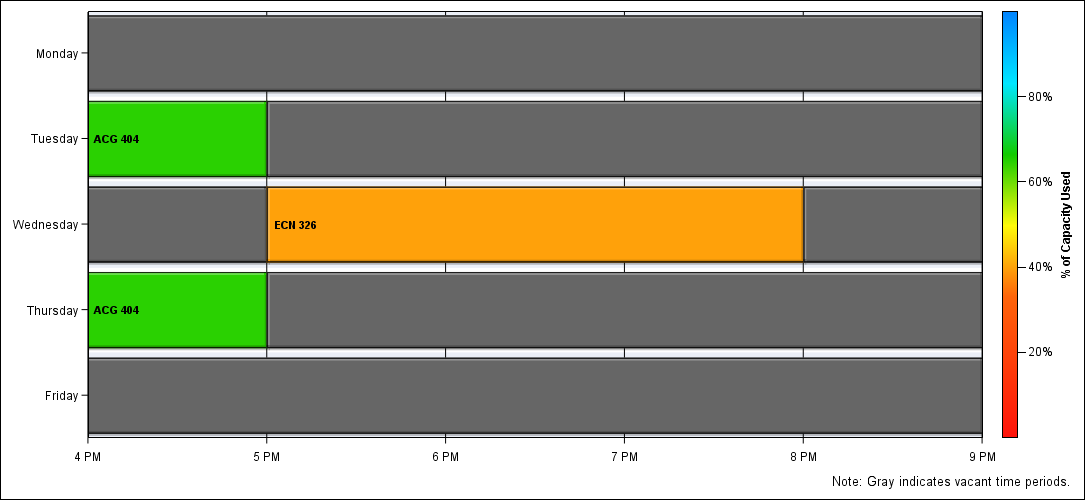 Monday
Tuesday
ACG 404
Wednesday
ECN 326
Thursday
ACG 404
Friday
4 PM 5 PM 6 PM 7 PM 8 PM 9 PM
80%
60%
40%
20%
% of Capacity Used
Note: Gray indicates vacant time periods.